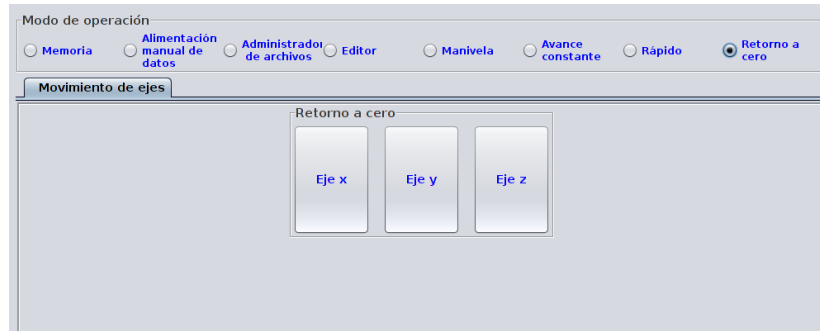 Modo de operación
Memoria
Alimentación
manual de
datos
Administrador
de archivos
Editor
Manivela
Avance
constante
Rápido
Retorno a
cero
Movimiento de ejes
Retorno a cero
Eje x Eje y Eje z